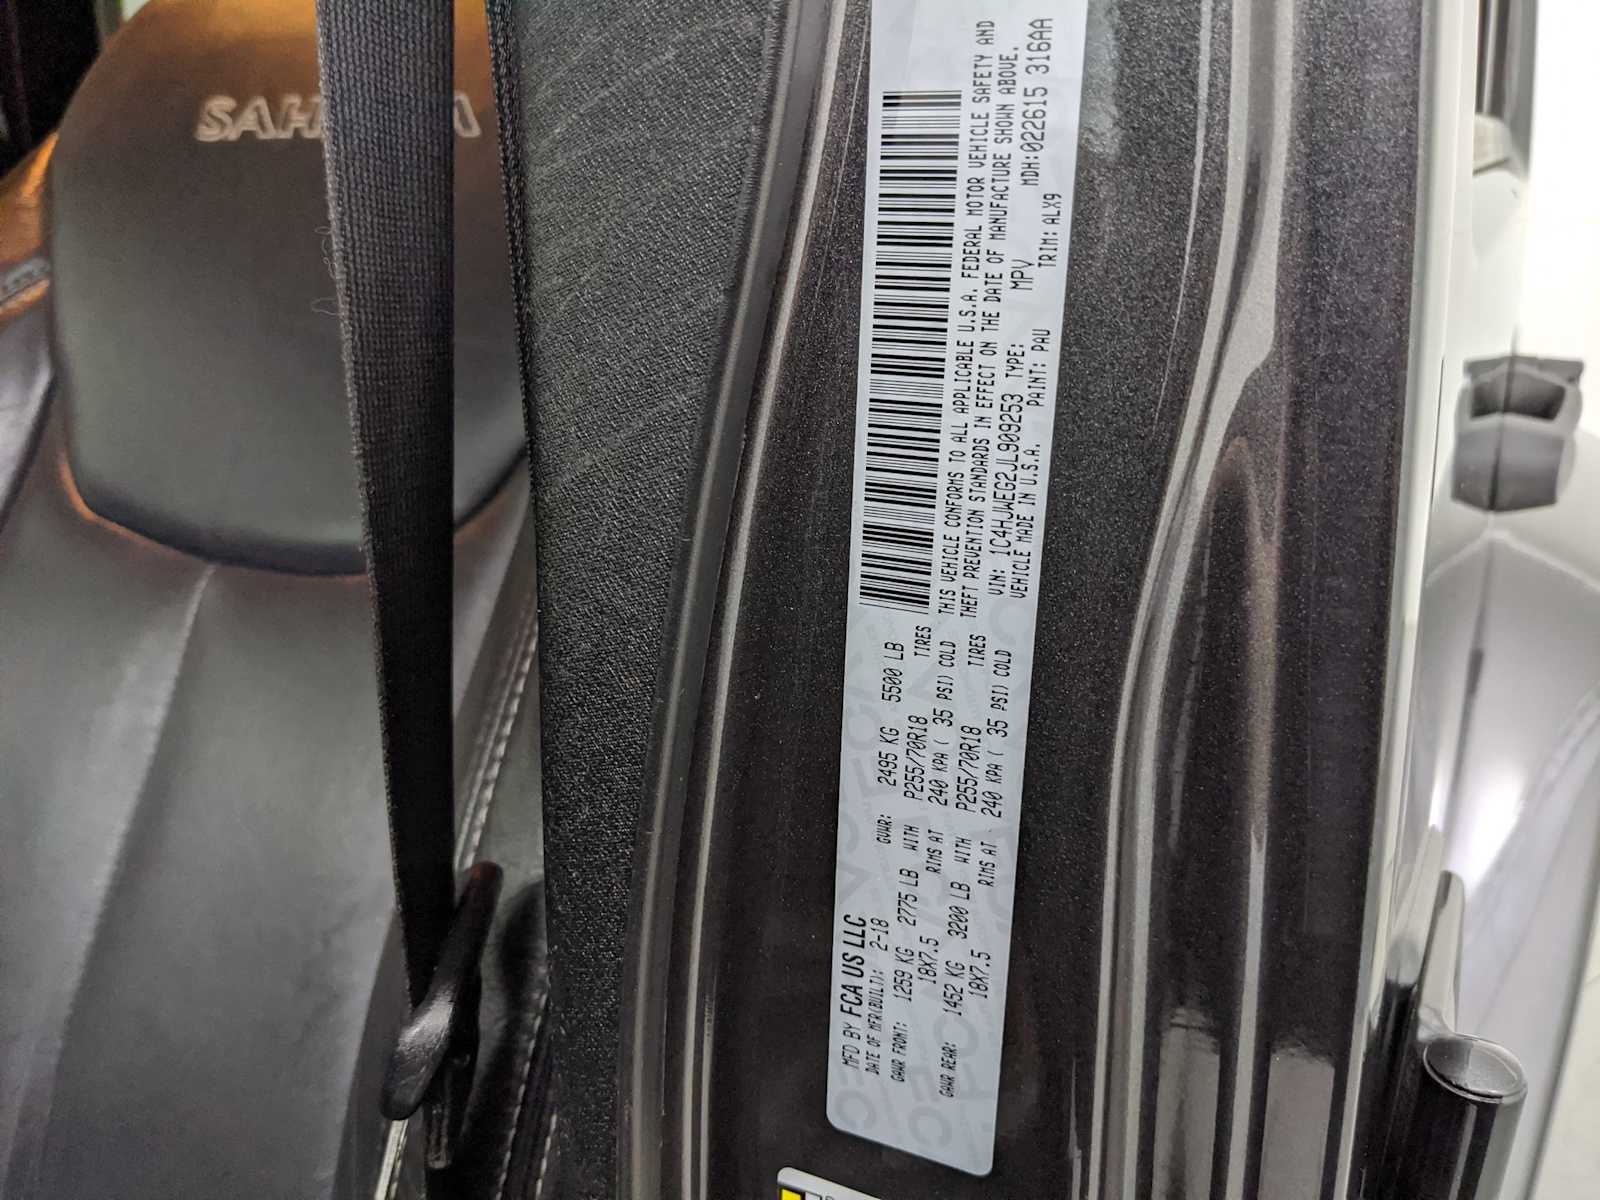 SAH A
MFD BY FCA US LLC
DATE OF MFR(BUILT): 2-18 GVWR: 2495 KG 5500 LB
GAWR FRONT: 1259 KG 2775 LB WITH P255/70R18 TIRES
18X7.5 RIMS AT 240 KPA ( 35 PSI) COLD
GAWR REAR: 1452 KG 3200 LB WITH P255/70R18 TIRES
18X7.5 RIMS AT 240 KPA ( 35 PSI) COLD
THIS VEHICLE CONFORMS TO ALL APPLICABLE U.S.A. FEDERAL MOTOR VEHICLE SAFETY AND
THEFT PREVENTION STANDARDS IN EFFECT ON THE DATE OF MANUFACTURE SHOWN ABOVE.
VIN: 1C4HJWEG2JL909253 TYPE: MPV MDH:022615 316AA
VEHICLE MADE IN U.S.A. PAINT: PAU TRIM: ALX9